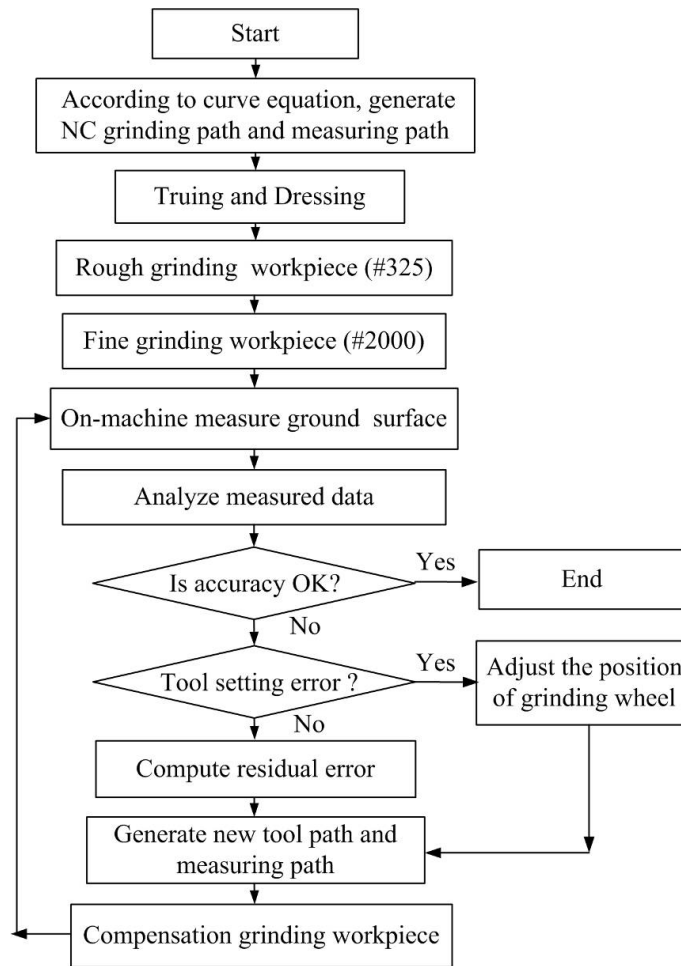 Start
According to curve equation, generate
NC grinding path and measuring path
Truing and Dressing
Rough grinding workpiece (#325)
Fine grinding workpiece (#2000)
On-machine measure ground surface
Analyze measured data
Is accuracy OK?
Yes
End
No
Tool setting error ?
Yes
Adjust the position
of grinding wheel
No
Compute residual error
Generate new tool path and
measuring path
Compensation grinding workpiece